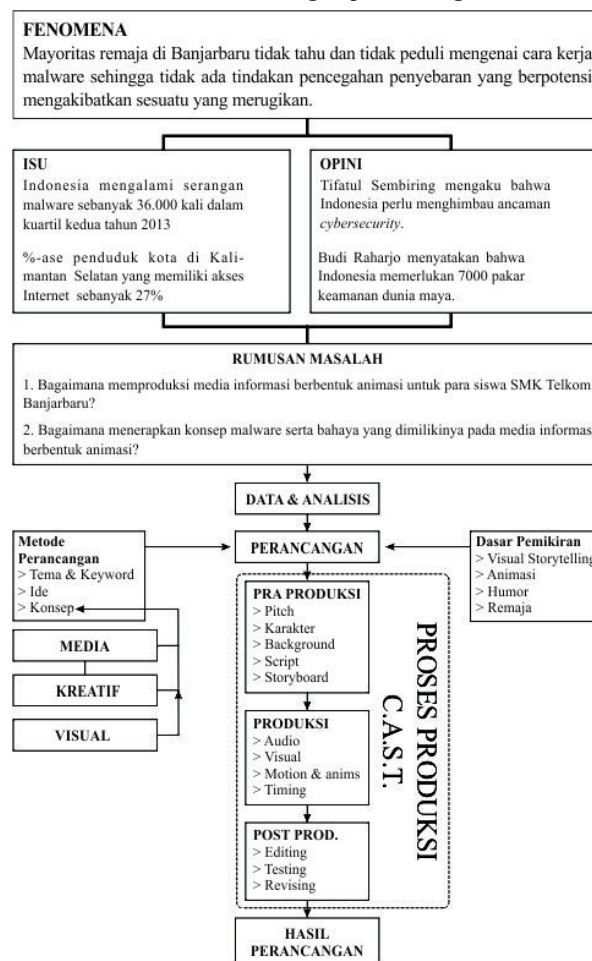 FENOMENA
Mayoritas remaja di Banjarbaru tidak tahu dan tidak peduli mengenai cara kerja
malware sehingga tidak ada tindakan pencegahan penyebaran yang berpotensi
mengakibatkan sesuatu yang merugikan.
ISU
Indonesia mengalami serangan
malware sebanyak 36.000 kali dalam
kuartil kedua tahun 2013
%-ase penduduk kota di Kali-
mantan Selatan yang memiliki akses
Internet sebanyak 27%
OPINI
Tifatul Sembiring mengaku bahwa
Indonesia perlu menghimbau ancaman
cybersecurity.
Budi Raharjo menyatakan bahwa
Indonesia memerlukan 7000 pakar
keamanan dunia maya.
RUMUSAN MASALAH
1. Bagaimana memproduksi media informasi berbentuk animasi untuk para siswa SMK Telkom
Banjarbaru?
2. Bagaimana menerapkan konsep malware serta bahaya yang dimilikinya pada media informas
berbentuk animasi?
DATA & ANALISIS
Metode
Perancangan
> Tema & Keyword
> Ide
> Konsep
MEDIA
KREATIF
VISUAL
PERANCANGAN
Dasar Pemikiran
> Visual Storytelling
> Animasi
> Humor
> Remaja
PRA PRODUKSI
> Pitch
> Karakter
> Background
> Script
> Storyboard
PRODUKSI
> Audio
> Visual
> Motion & anims
> Timing
POST PROD.
> Editing
> Testing
> Revising
PROSES PRODUKSI
C.A.S.T.
HASIL
PERANCANGAN